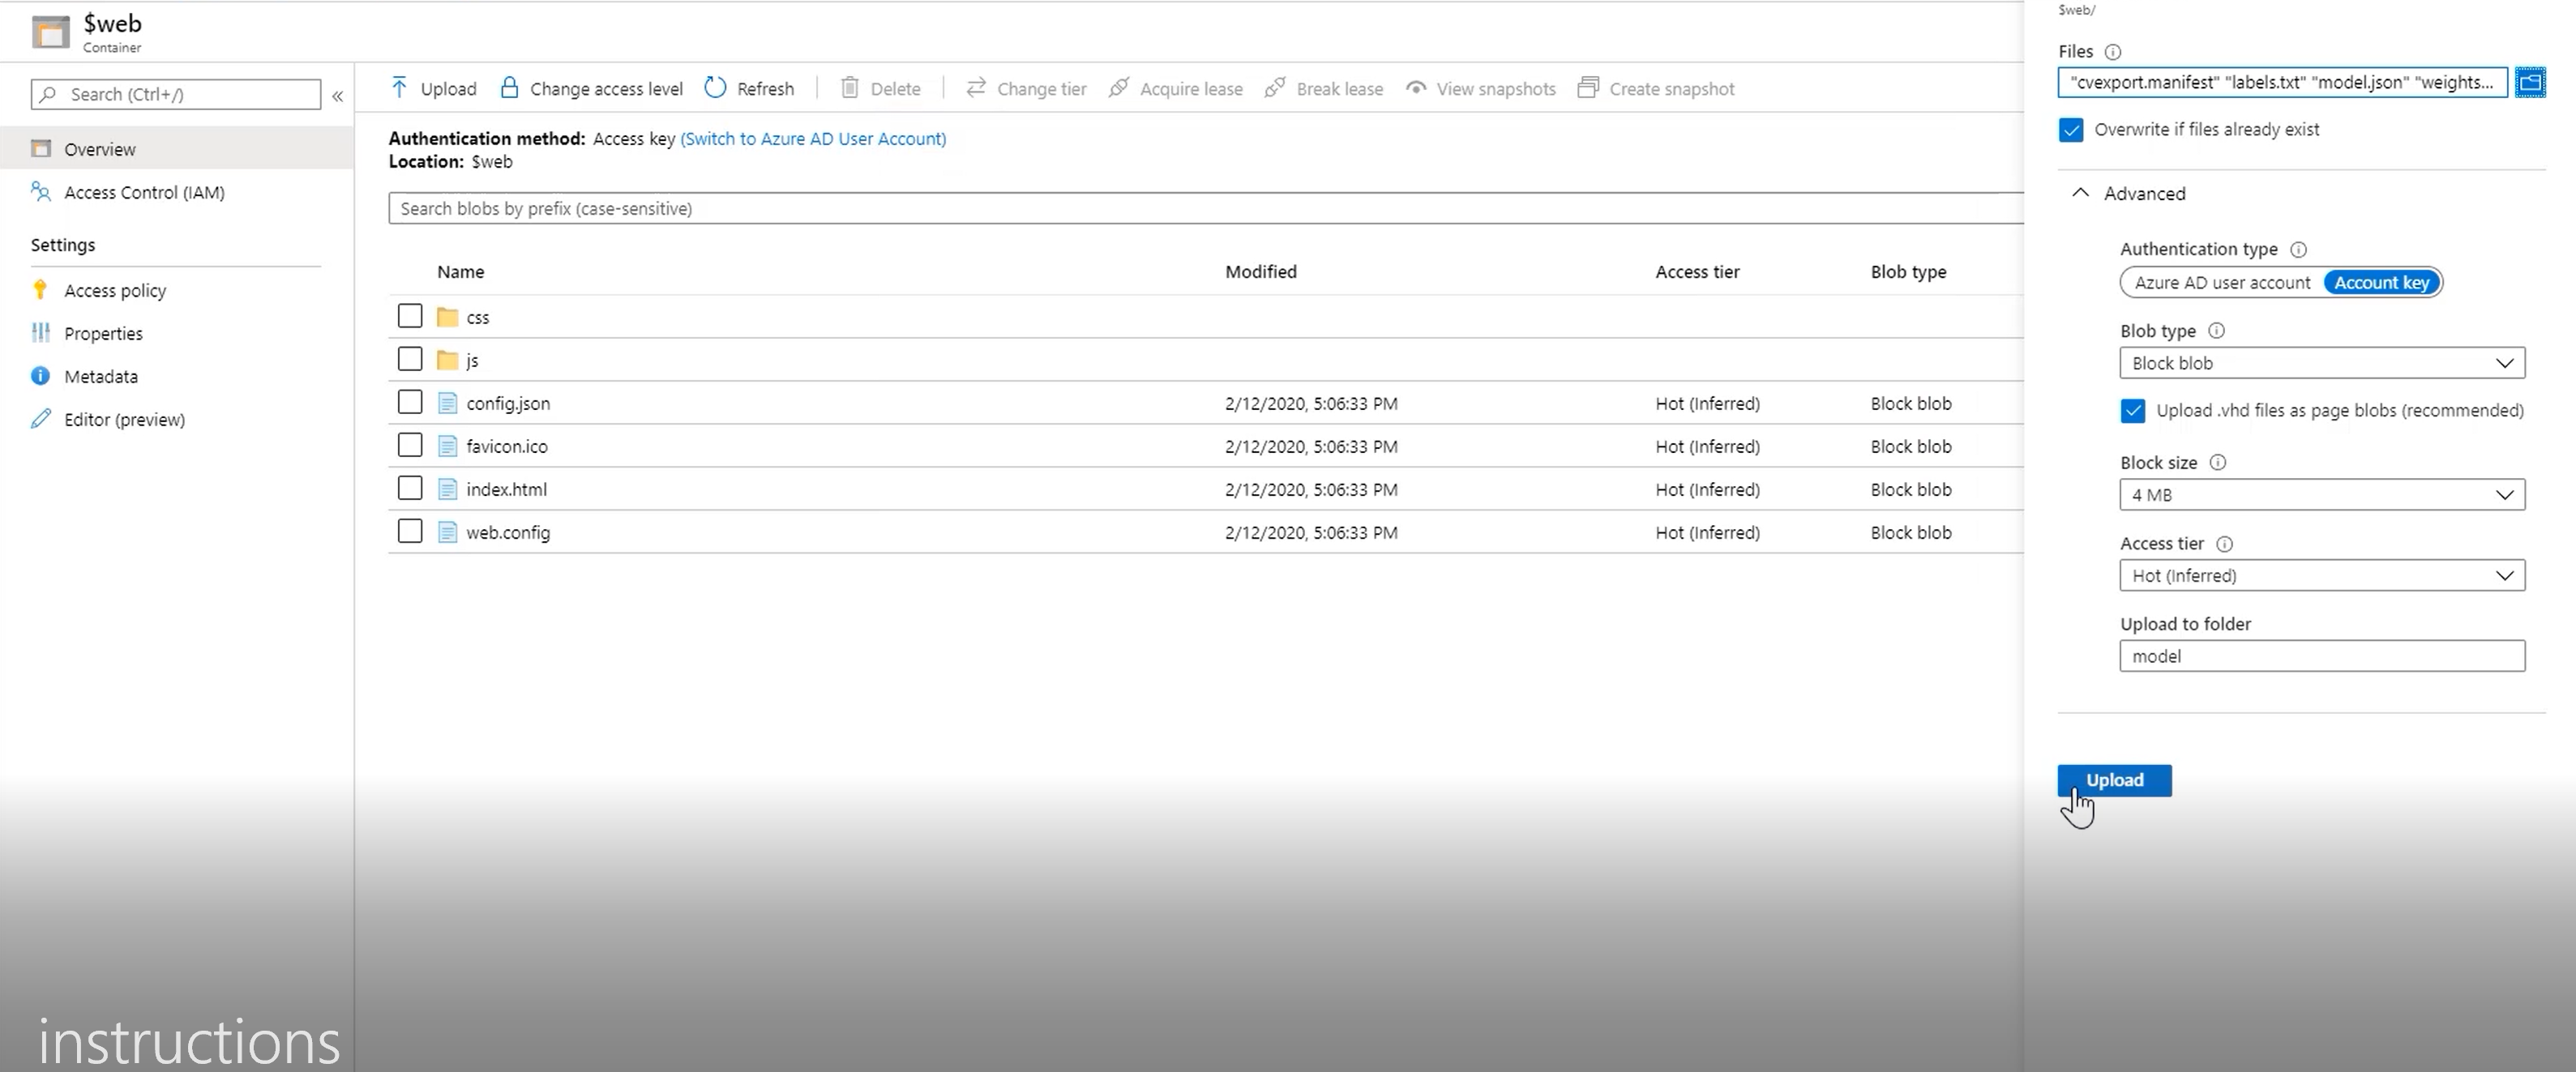 $web
Container
Search (Ctrl+/)
«
Overview
Access Control (IAM)
Settings
Access policy
Properties
Metadata
Editor (preview)
Upload Change access level Refresh Delete Change tier Acquire lease Break lease View snapshots Create snapshot
Authentication method: Access key (Switch to Azure AD User Account)
Location: $web
Search blobs by prefix (case-sensitive)
Name Modified Access tier Blob type
css
js
config.json 2/12/2020, 5:06:33 PM Hot (Inferred) Block blob
favicon.ico 2/12/2020, 5:06:33 PM Hot (Inferred) Block blob
index.html 2/12/2020, 5:06:33 PM Hot (Inferred) Block blob
web.config 2/12/2020, 5:06:33 PM Hot (Inferred) Block blob
$web/
Files
"cvexport.manifest" "labels.txt" "model.json" "weights...
Overwrite if files already exist
Advanced
Authentication type
Azure AD user account Account key
Blob type
Block blob
Upload .vhd files as page blobs (recommended)
Block size
4 MB
Access tier
Hot (Inferred)
Upload to folder
model
Upload
instructions